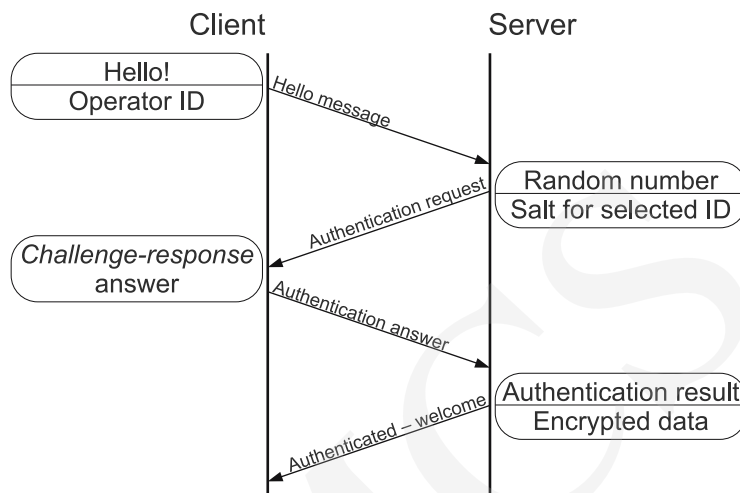 Client
Server
Hello!
Operator ID
Hello message
Random number
Salt for selected ID
Authentication request
Challenge-response
answer
Authentication answer
Authentication result
Encrypted data
Authenticated – welcome